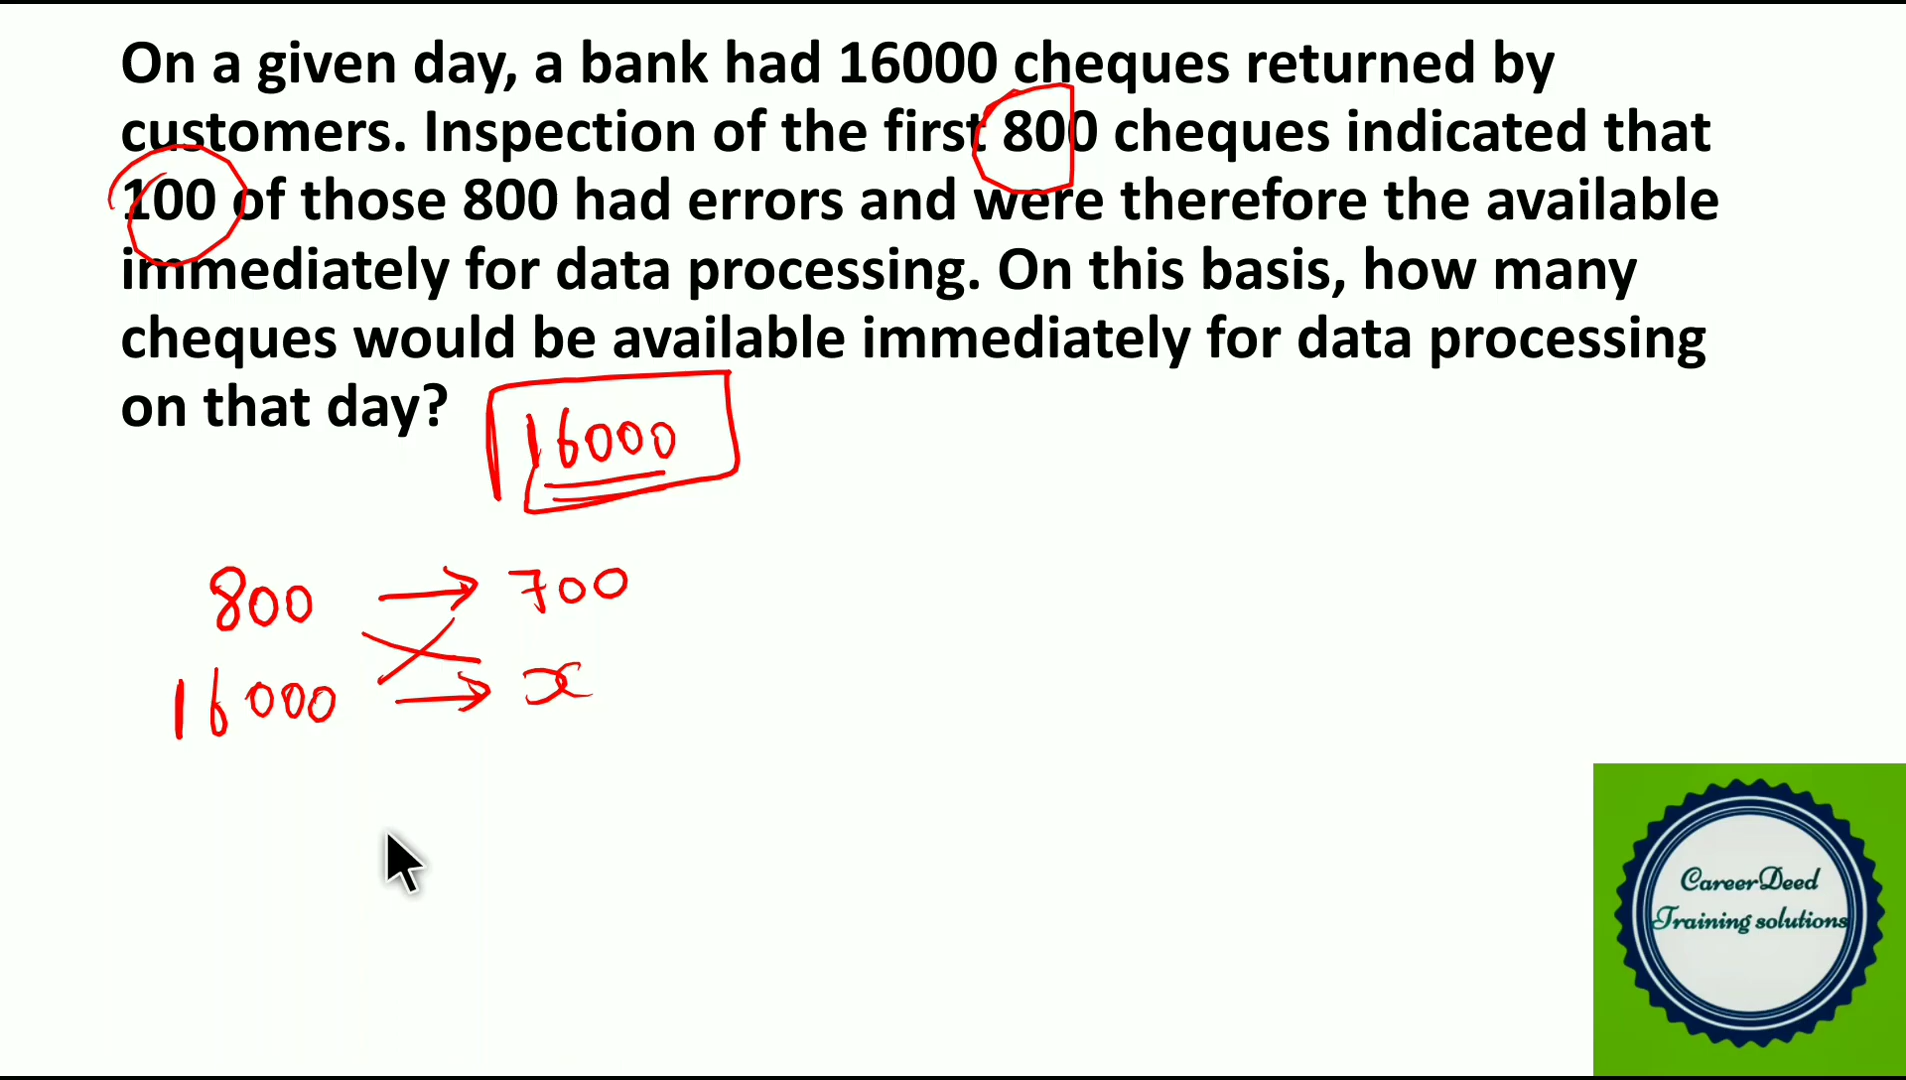 On a given day, a bank had 16000 cheques returned by
customers. Inspection of the first 800 cheques indicated that
100 of those 800 had errors and were therefore the available
immediately for data processing. On this basis, how many
cheques would be available immediately for data processing
on that day?
16000
800 → 700
16000 → x
CareerDeed
Training solutions